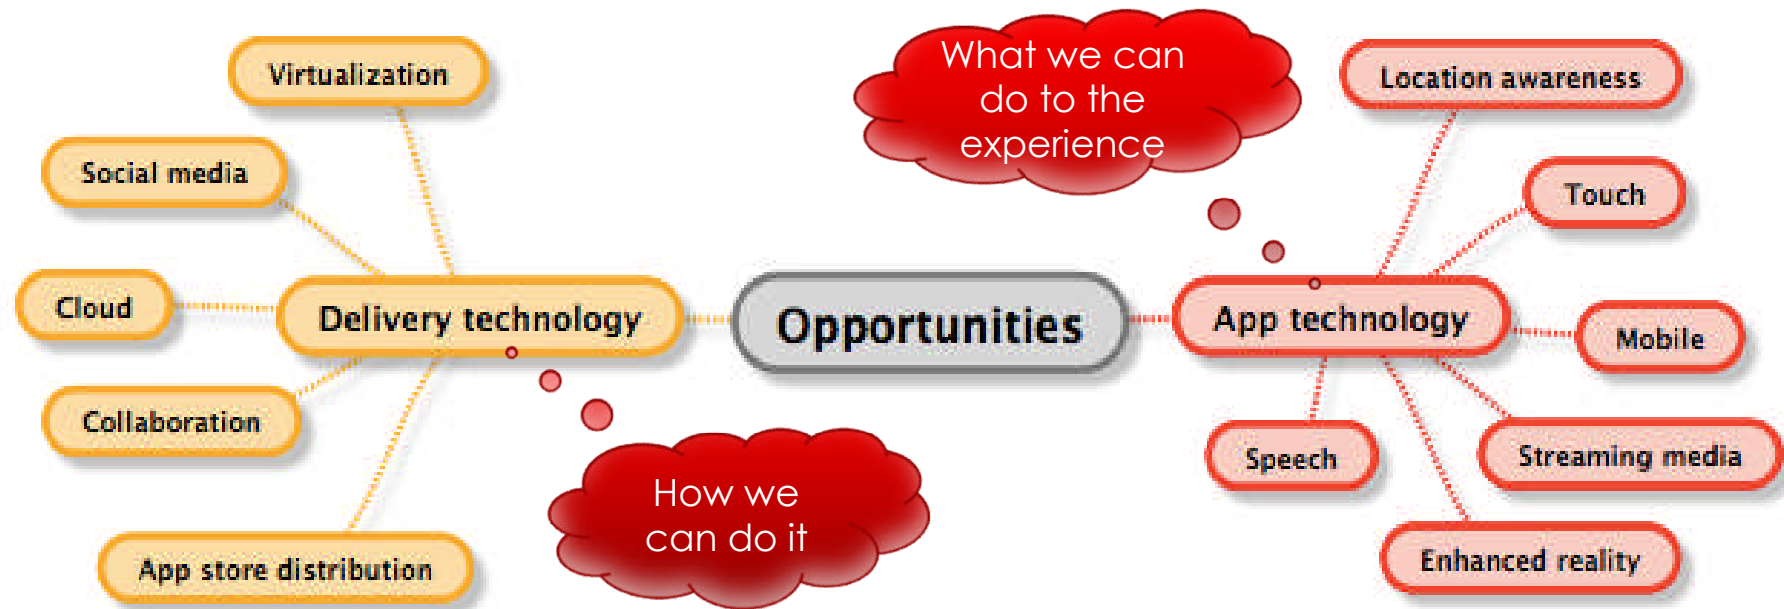 Virtualization
Social media
Cloud
Delivery technology
Collaboration
App store distribution
How we
can do it
Opportunities
What we can
do to the
experience
App technology
Location awareness
Touch
Mobile
Streaming media
Speech
Enhanced reality